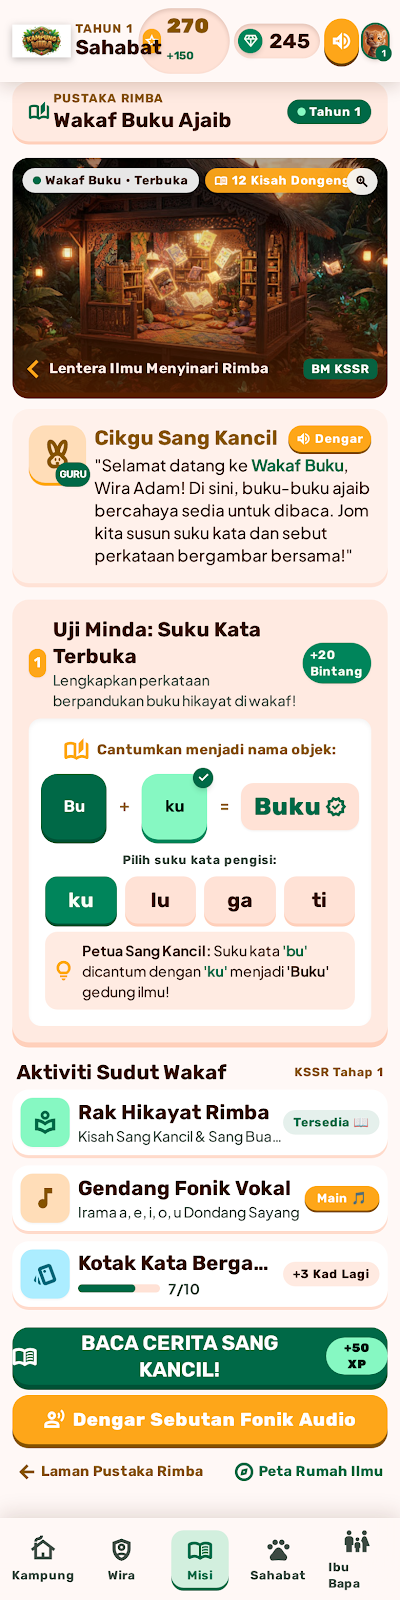 KAMPUNG WIRA
TAHUN 1
Sahabat
270
+150
245
1
PUSTAKA RIMBA
Wakaf Buku Ajaib
Tahun 1
Wakaf Buku • Terbuka
12 Kisah Dongeng
Lentera Ilmu Menyinari Rimba
BM KSSR
Cikgu Sang Kancil
Dengar
GURU
"Selamat datang ke Wakaf Buku,
Wira Adam! Di sini, buku-buku ajaib
bercahaya sedia untuk dibaca. Jom
kita susun suku kata dan sebut
perkataan bergambar bersama!"
1
Uji Minda: Suku Kata
Terbuka
+20
Bintang
Lengkapkan perkataan
berpandukan buku hikayat di wakaf!
Cantumkan menjadi nama objek:
Bu + ku = Buku
Pilih suku kata pengisi:
ku lu ga ti
Petua Sang Kancil: Suku kata 'bu'
dicantum dengan 'ku' menjadi 'Buku'
gedung ilmu!
Aktiviti Sudut Wakaf
KSSR Tahap 1
Rak Hikayat Rimba
Kisah Sang Kancil & Sang Bua...
Tersedia 📖
Gendang Fonik Vokal
Irama a, e, i, o, u Dondang Sayang
Main 🎵
Kotak Kata Berga...
7/10
+3 Kad Lagi
BACA CERITA SANG
KANCIL!
+50
XP
Dengar Sebutan Fonik Audio
Laman Pustaka Rimba
Peta Rumah Ilmu
Kampung
Wira
Misi
Sahabat
Ibu
Bapa